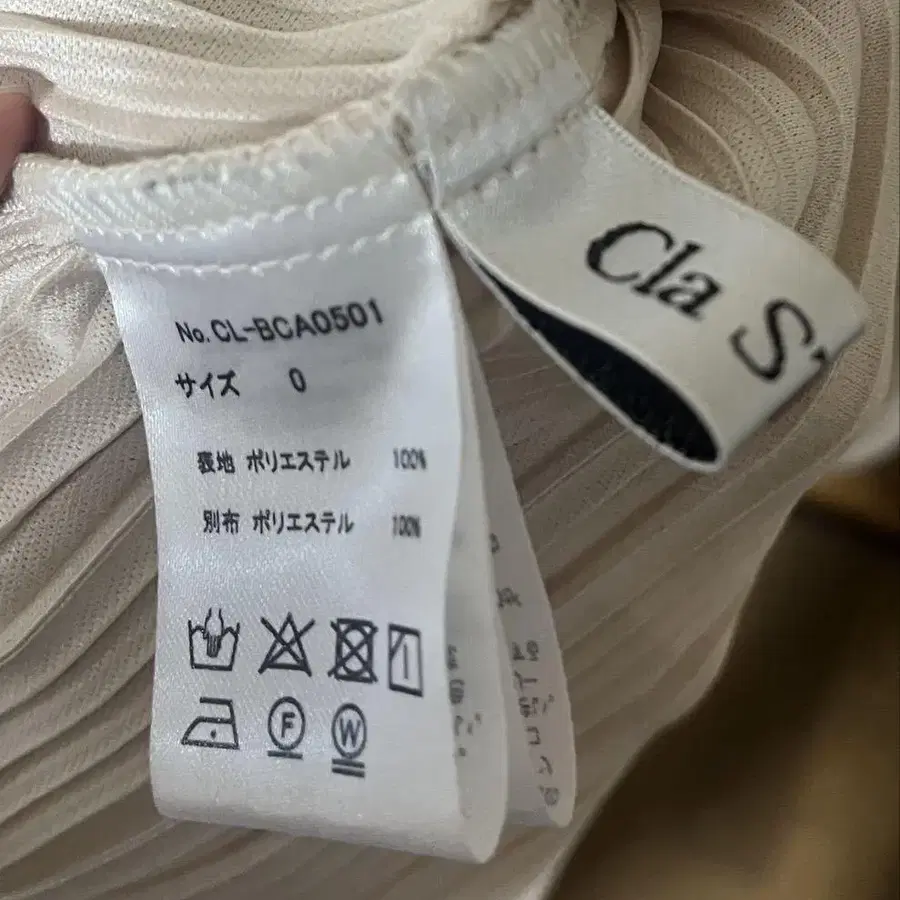 Cla S
No. CL-BCA0501
サイズ 0
表地 ポリエステル 100%
別布 ポリエステル 100%
F
W